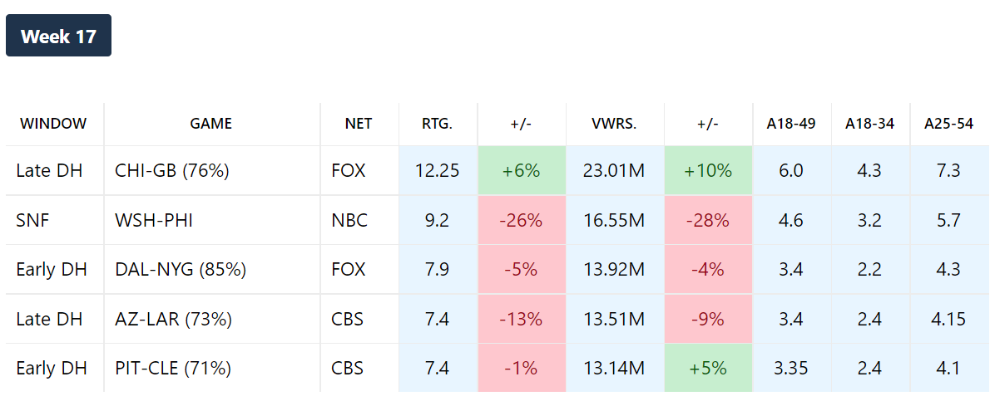 Week 17
WINDOW GAME NET RTG. +/- VWRS. +/- A18-49 A18-34 A25-54
Late DH CHI-GB (76%) FOX 12.25 +6% 23.01M +10% 6.0 4.3 7.3
SNF WSH-PHI NBC 9.2 -26% 16.55M -28% 4.6 3.2 5.7
Early DH DAL-NYG (85%) FOX 7.9 -5% 13.92M -4% 3.4 2.2 4.3
Late DH AZ-LAR (73%) CBS 7.4 -13% 13.51M -9% 3.4 2.4 4.15
Early DH PIT-CLE (71%) CBS 7.4 -1% 13.14M +5% 3.35 2.4 4.1